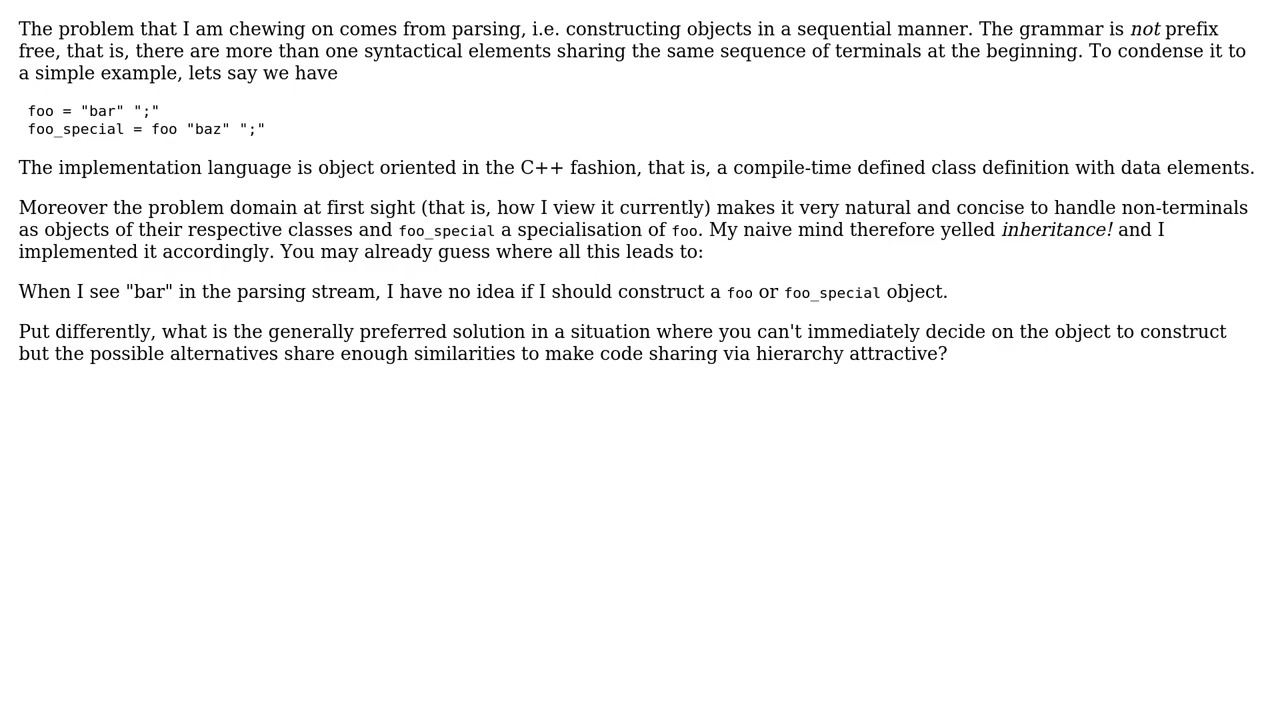 The problem that I am chewing on comes from parsing, i.e. constructing objects in a sequential manner. The grammar is not prefix
free, that is, there are more than one syntactical elements sharing the same sequence of terminals at the beginning. To condense it to
a simple example, lets say we have
foo = "bar" ";"
foo_special = foo "baz" ";"
The implementation language is object oriented in the C++ fashion, that is, a compile-time defined class definition with data elements.
Moreover the problem domain at first sight (that is, how I view it currently) makes it very natural and concise to handle non-terminals
as objects of their respective classes and foo_special a specialisation of foo. My naive mind therefore yelled inheritance! and I
implemented it accordingly. You may already guess where all this leads to:
When I see "bar" in the parsing stream, I have no idea if I should construct a foo or foo_special object.
Put differently, what is the generally preferred solution in a situation where you can't immediately decide on the object to construct
but the possible alternatives share enough similarities to make code sharing via hierarchy attractive?